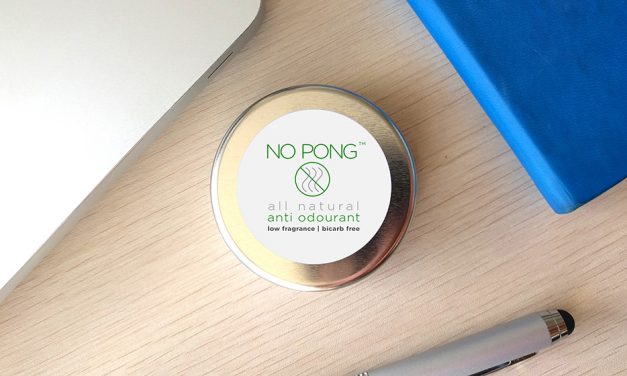 NO PONG™
all natural
anti odourant
low fragrance | bicarb free